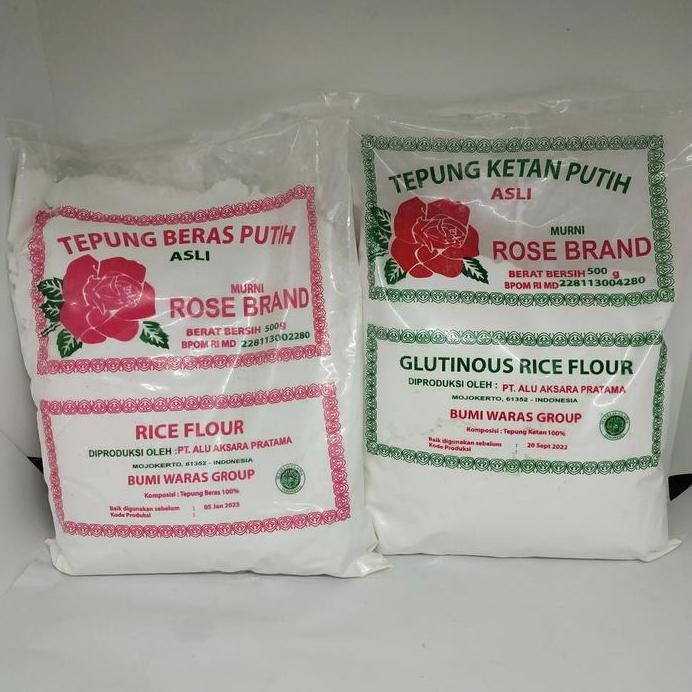 TEPUNG BERAS PUTIH
ASLI
MURNI
ROSE BRAND
BERAT BERSIH 500g
BPOM RI MD 228113002280
RICE FLOUR
DIPRODUKSI OLEH : PT. ALU AKSARA PRATAMA
MOJOKERTO, 61352 - INDONESIA
BUMI WARAS GROUP
Komposisi : Tepung Beras 100%
Baik digunakan sebelum : 05 Jan 2023
Kode Produksi :
TEPUNG KETAN PUTIH
ASLI
MURNI
ROSE BRAND
BERAT BERSIH 500 g
BPOM RI MD 228113004280
GLUTINOUS RICE FLOUR
DIPRODUKSI OLEH : PT. ALU AKSARA PRATAMA
MOJOKERTO, 61352 - INDONESIA
BUMI WARAS GROUP
Komposisi : Tepung Ketan 100%
Baik digunakan sebelum : 20 Sept 2022
Kode Produksi :